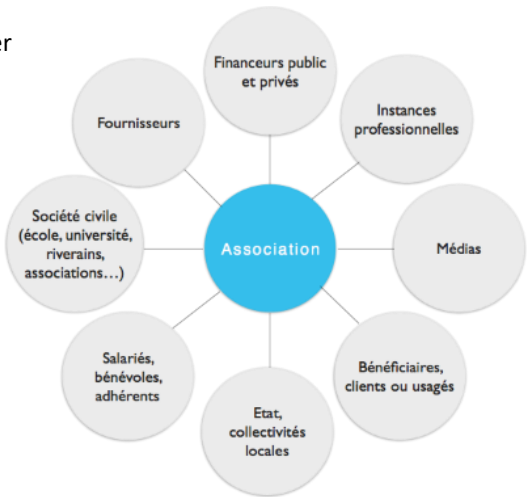 er
Financeurs public
et privés
Instances
professionnelles
Médias
Bénéficiaires,
clients ou usagés
Etat,
collectivités
locales
Salariés,
bénévoles,
adhérents
Société civile
(école, université,
riverains,
associations...)
Fournisseurs
Association